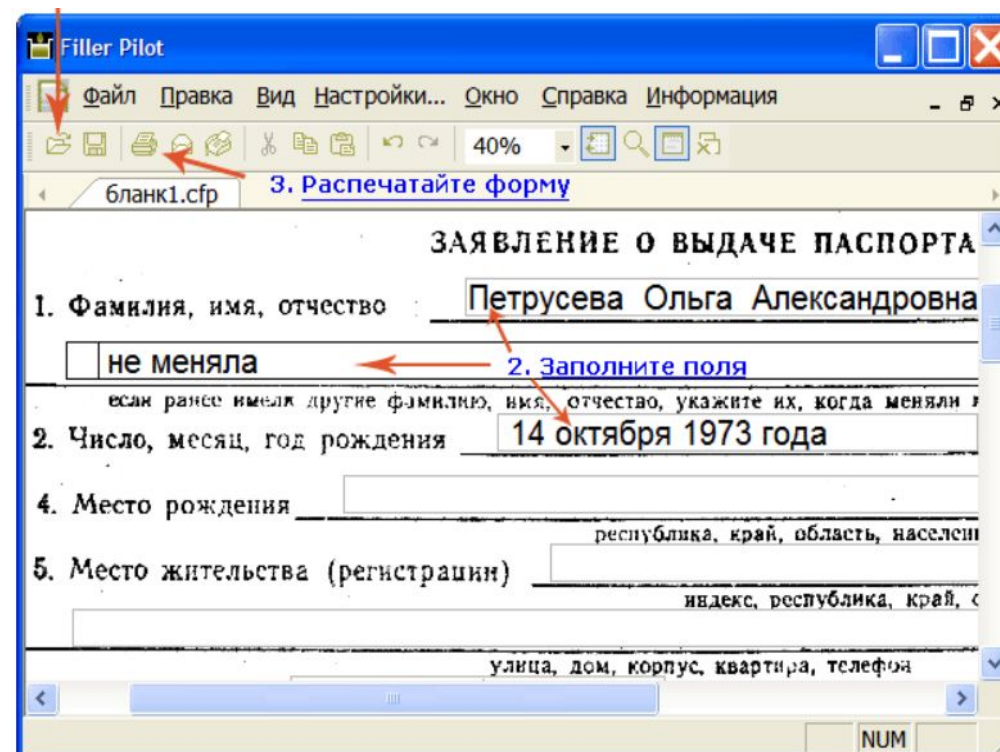 Filler Pilot
Файл Правка Вид Настройки... Окно Справка Информация
40%
бланк1.cfp
3. Распечатайте форму
ЗАЯВЛЕНИЕ О ВЫДАЧЕ ПАСПОРТА
1. Фамилия, имя, отчество Петрусева Ольга Александровна
не меняла
2. Заполните поля
если ранее имели другие фамилию, имя, отчество, укажите их, когда меняли
2. Число, месяц, год рождения 14 октября 1973 года
4. Место рождения
республика, край, область,
5. Место жительства (регистрации)
индекс, республика, край,
улица, дом, корпус, квартира, телефон
NUM